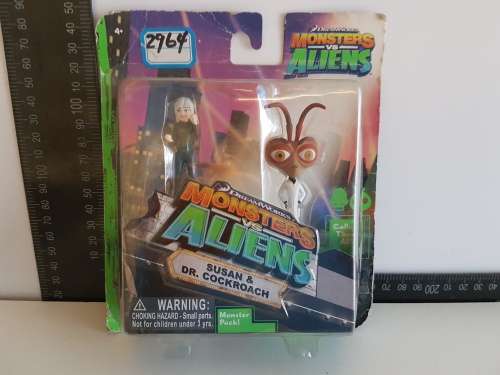 4+
2964
DREAMWORKS
MONSTERS
VS
ALIENS
DREAMWORKS
MONSTERS
VS
ALIENS
SUSAN &
DR. COCKROACH
WARNING:
CHOKING HAZARD - Small parts.
Not for children under 3 yrs.
Monster
Pack!